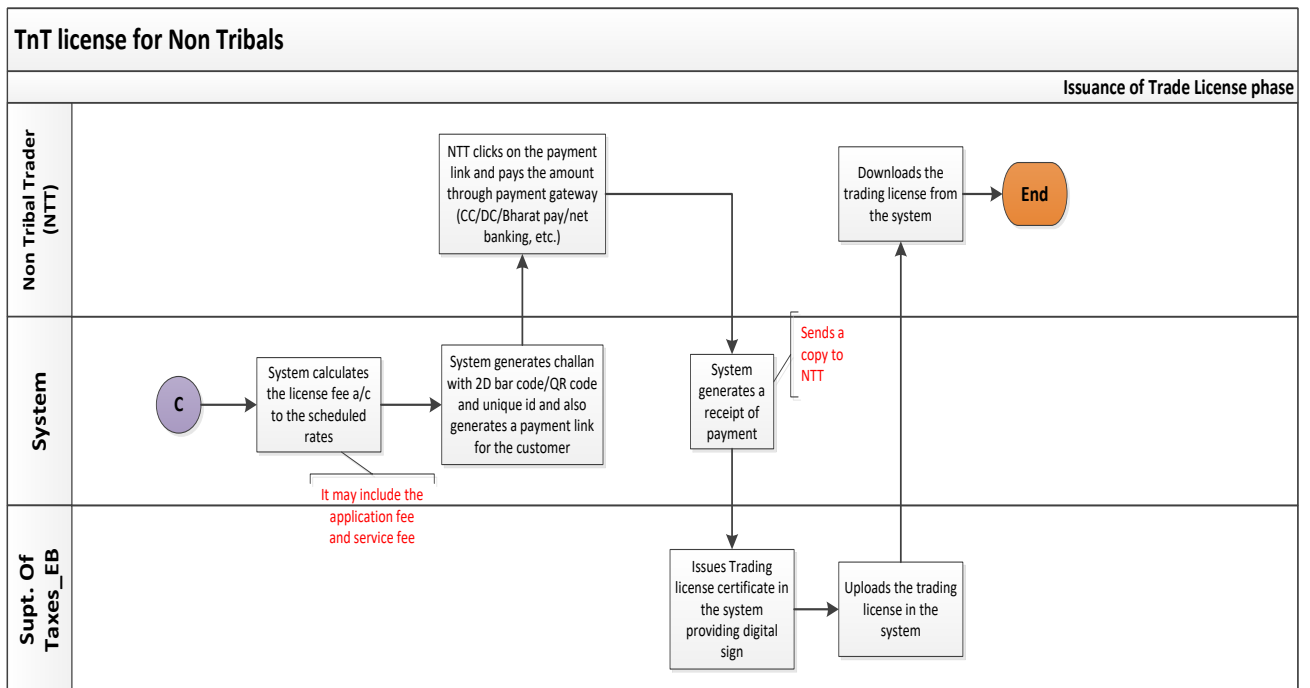 TnT license for Non Tribals
Issuance of Trade License phase
Non Tribal Trader
(NTT)
NTT clicks on the payment
link and pays the amount
through payment gateway
(CC/DC/Bharat pay/net
banking, etc.)
Downloads the
trading license from
the system
End
System
C
System calculates
the license fee a/c
to the scheduled
rates
It may include the
application fee
and service fee
System generates challan
with 2D bar code/QR code
and unique id and also
generates a payment link
for the customer
System
generates a
receipt of
payment
Sends a
copy to
NTT
Supt. Of
Taxes_EB
Issues Trading
license certificate in
the system
providing digital
sign
Uploads the trading
license in the
system